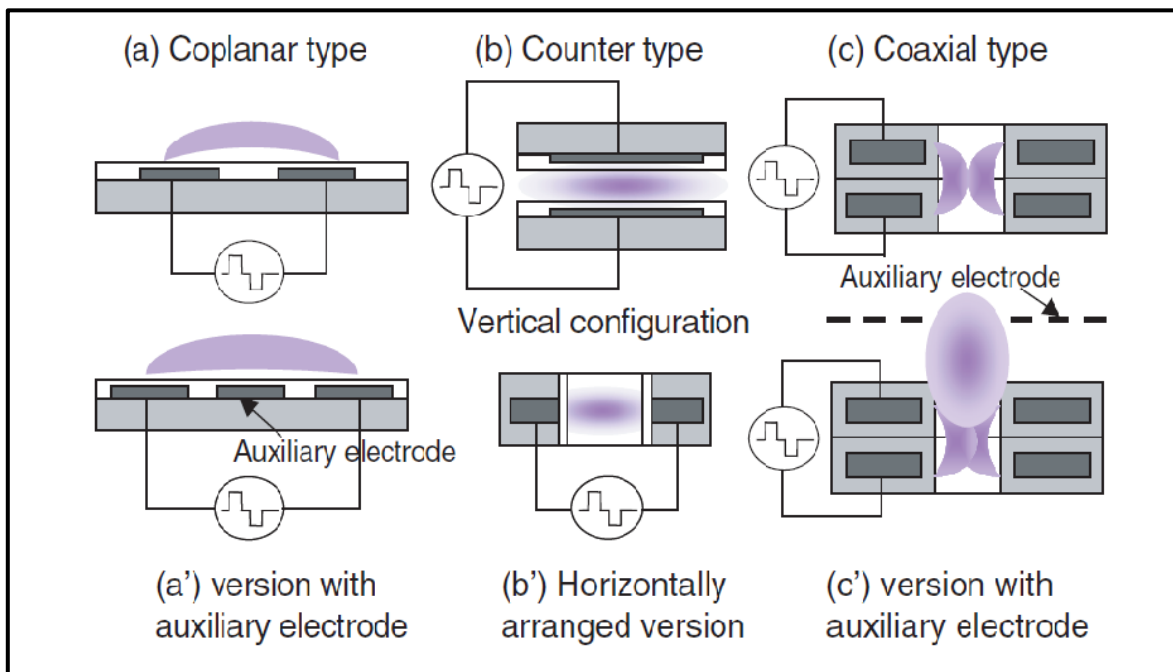 (a) Coplanar type
(b) Counter type
(c) Coaxial type
Auxiliary electrode
Vertical configuration
Auxiliary electrode
(a') version with
auxiliary electrode
(b') Horizontally
arranged version
(c') version with
auxiliary electrode